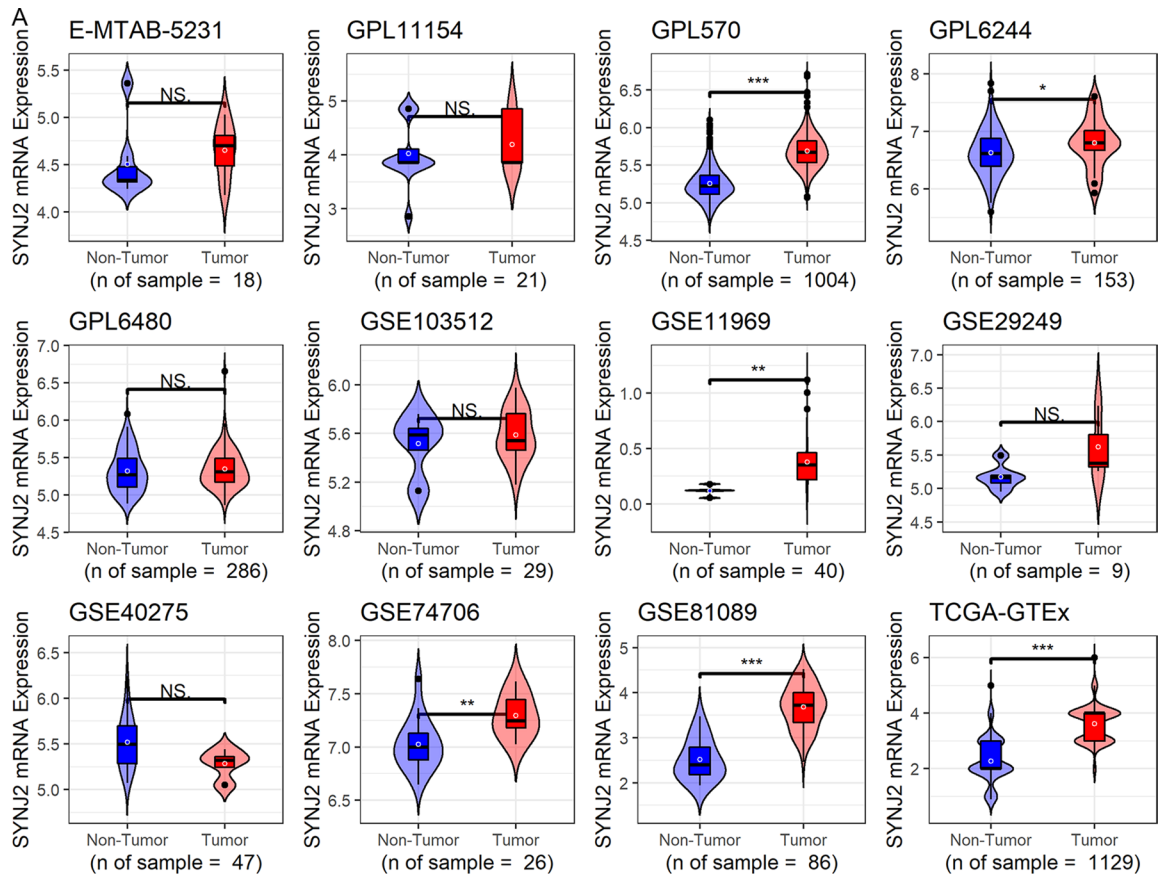 A
E-MTAB-5231 GPL11154 GPL570 GPL6244
SYNJ2 mRNA Expression 5.5 5.0 4.5 4.0 NS.
SYNJ2 mRNA Expression 5 4 3 NS.
SYNJ2 mRNA Expression 6.5 6.0 5.5 5.0 4.5 ***
SYNJ2 mRNA Expression 8 7 6 *
Non-Tumor Tumor Non-Tumor Tumor Non-Tumor Tumor Non-Tumor Tumor
(n of sample = 18) (n of sample = 21) (n of sample = 1004) (n of sample = 153)
GPL6480 GSE103512 GSE11969 GSE29249
SYNJ2 mRNA Expression 7.0 6.5 6.0 5.5 5.0 4.5 NS.
SYNJ2 mRNA Expression 6.0 5.6 5.2 4.8 NS.
SYNJ2 mRNA Expression 1.0 0.5 0.0 **
SYNJ2 mRNA Expression 7.0 6.5 6.0 5.5 5.0 4.5 NS.
Non-Tumor Tumor Non-Tumor Tumor Non-Tumor Tumor Non-Tumor Tumor
(n of sample = 286) (n of sample = 29) (n of sample = 40) (n of sample = 9)
GSE40275 GSE74706 GSE81089 TCGA-GTEx
SYNJ2 mRNA Expression 6.5 6.0 5.5 5.0 NS.
SYNJ2 mRNA Expression 8.0 7.5 7.0 6.5 **
SYNJ2 mRNA Expression 5 4 3 2 ***
SYNJ2 mRNA Expression 6 4 2 ***
Non-Tumor Tumor Non-Tumor Tumor Non-Tumor Tumor Non-Tumor Tumor
(n of sample = 47) (n of sample = 26) (n of sample = 86) (n of sample = 1129)